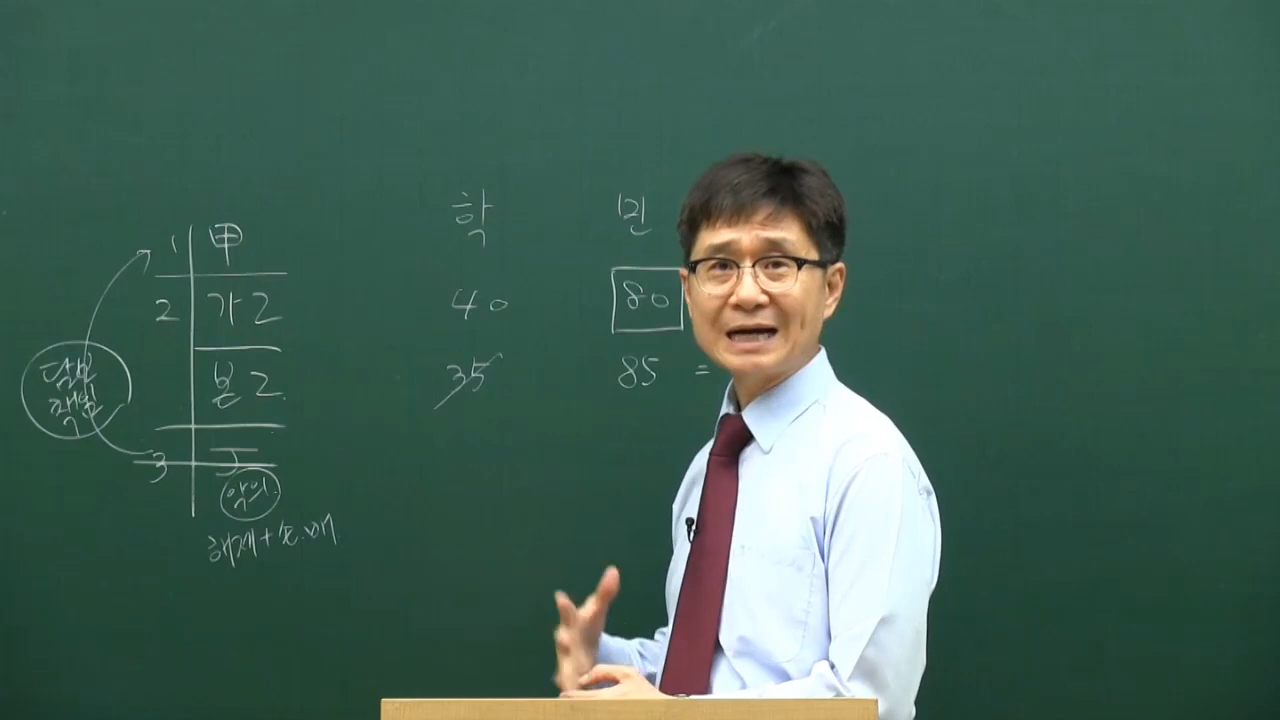 학 민
1 甲
2 가2 40 80
본2. 35 85 =
담보
책임
3 丁
악의.
해제+손.배.